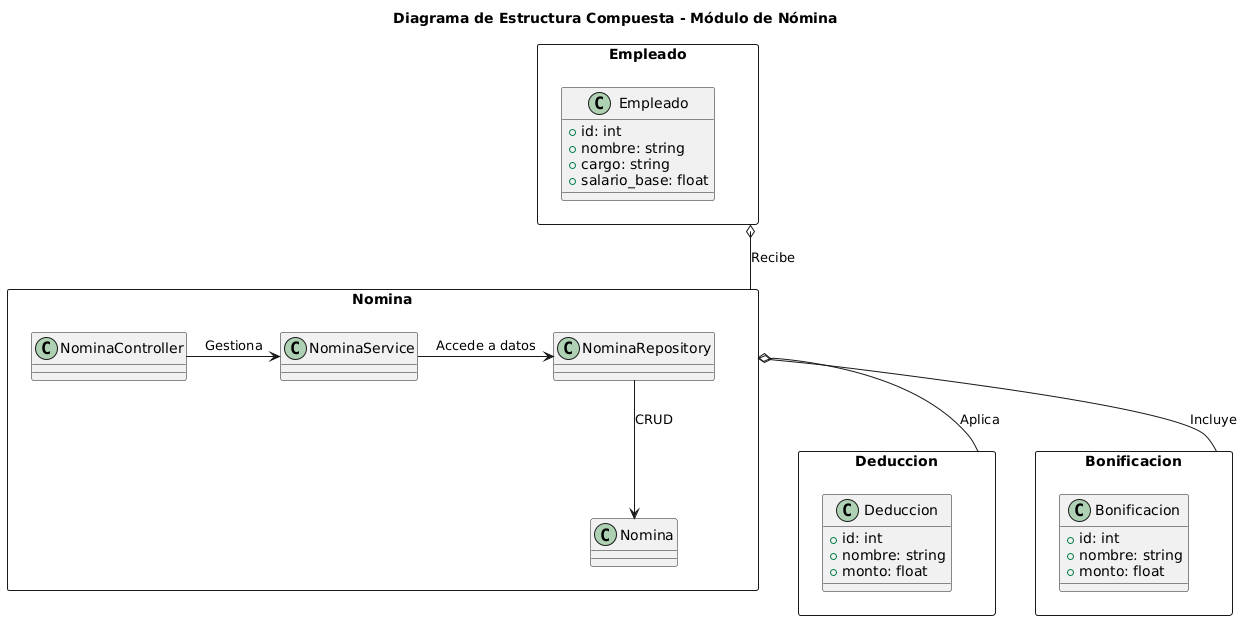 Diagrama de Estructura Compuesta - Módulo de Nómina
Empleado
C Empleado
id: int
nombre: string
cargo: string
salario_base: float
Recibe
Nomina
C NominaController
Gestiona
C NominaService
Accede a datos
C NominaRepository
CRUD
C Nomina
Aplica
Incluye
Deduccion
C Deduccion
id: int
nombre: string
monto: float
Bonificacion
C Bonificacion
id: int
nombre: string
monto: float